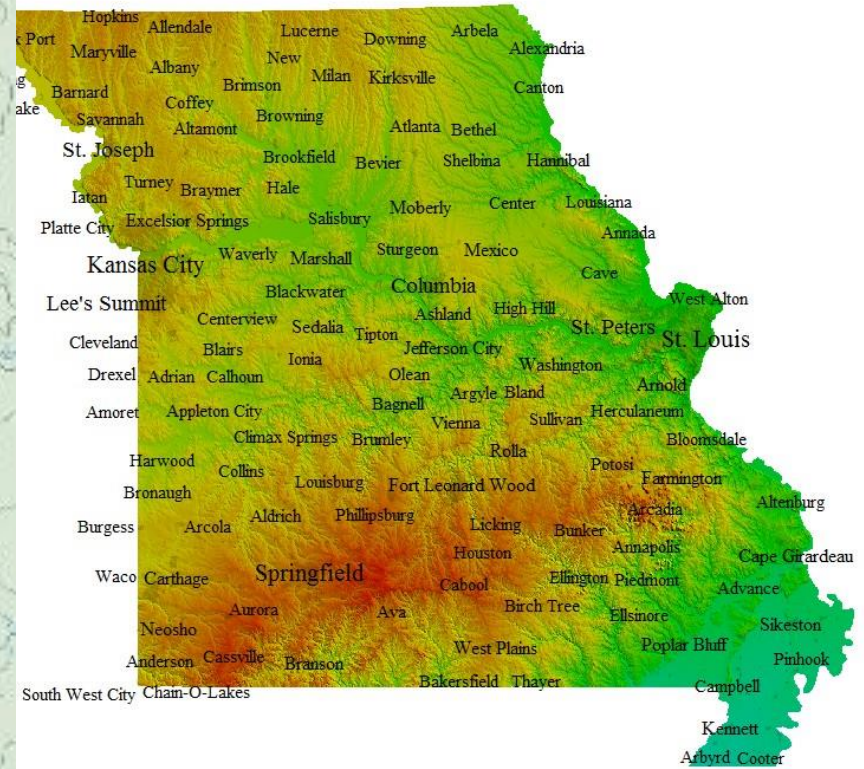 Hopkins
Allendale
Lucerne
Downing
Arbela
Port
Maryville
New
Alexandria
Albany
Milan
Kirksville
Brimson
Canton
Barnard
Coffey
Savannah
Altamont
Browning
Atlanta
Bethel
St. Joseph
Brookfield
Bevier
Shelbina
Hannibal
Turney
Braymer
Hale
Iatan
Moberly
Center
Louisiana
Platte City
Excelsior Springs
Salisbury
Annada
Waverly
Marshall
Sturgeon
Mexico
Kansas City
Cave
Columbia
Blackwater
Lee's Summit
West Alton
Ashland
High Hill
Centerview
Sedalia
Tipton
St. Peters
St. Louis
Cleveland
Blairs
Jefferson City
Ionia
Washington
Drexel
Adrian
Calhoun
Olean
Arnold
Argyle
Bland
Amoret
Appleton City
Bagnell
Herculaneum
Vienna
Sullivan
Climax Springs
Brumley
Bloomsdale
Rolla
Harwood
Collins
Potosi
Louisburg
Fort Leonard Wood
Farmington
Bronaugh
Altenburg
Arcadia
Burgess
Arcola
Aldrich
Phillipsburg
Licking
Bunker
Annapolis
Houston
Cape Girardeau
Waco
Carthage
Springfield
Cabool
Ellington
Piedmont
Advance
Aurora
Ava
Birch Tree
Ellsinore
Sikeston
Neosho
Poplar Bluff
West Plains
Anderson
Cassville
Branson
Pinhook
Bakersfield
Thayer
Campbell
South West City
Chain-O-Lakes
Kennett
Arbyrd
Cooter